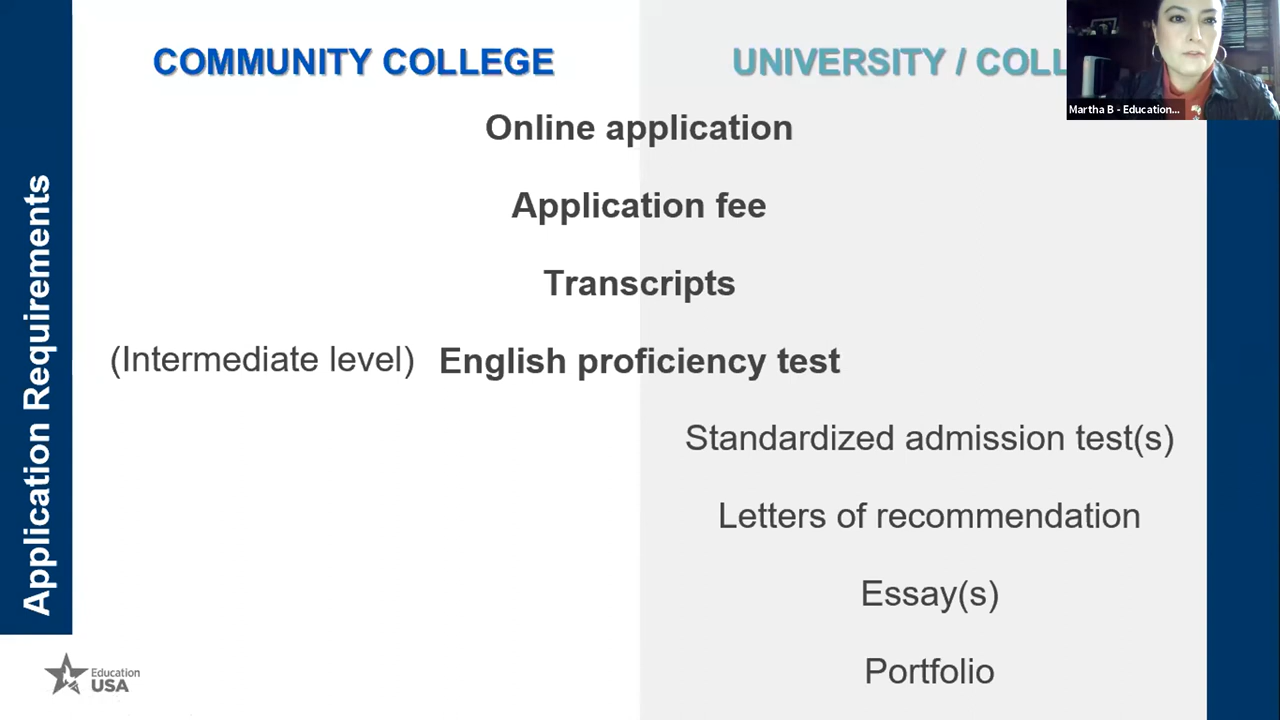 COMMUNITY COLLEGE
UNIVERSITY / COLL
Martha B - Education...
Online application
Application fee
Transcripts
(Intermediate level) English proficiency test
Standardized admission test(s)
Letters of recommendation
Essay(s)
Portfolio
Application Requirements
Education
USA